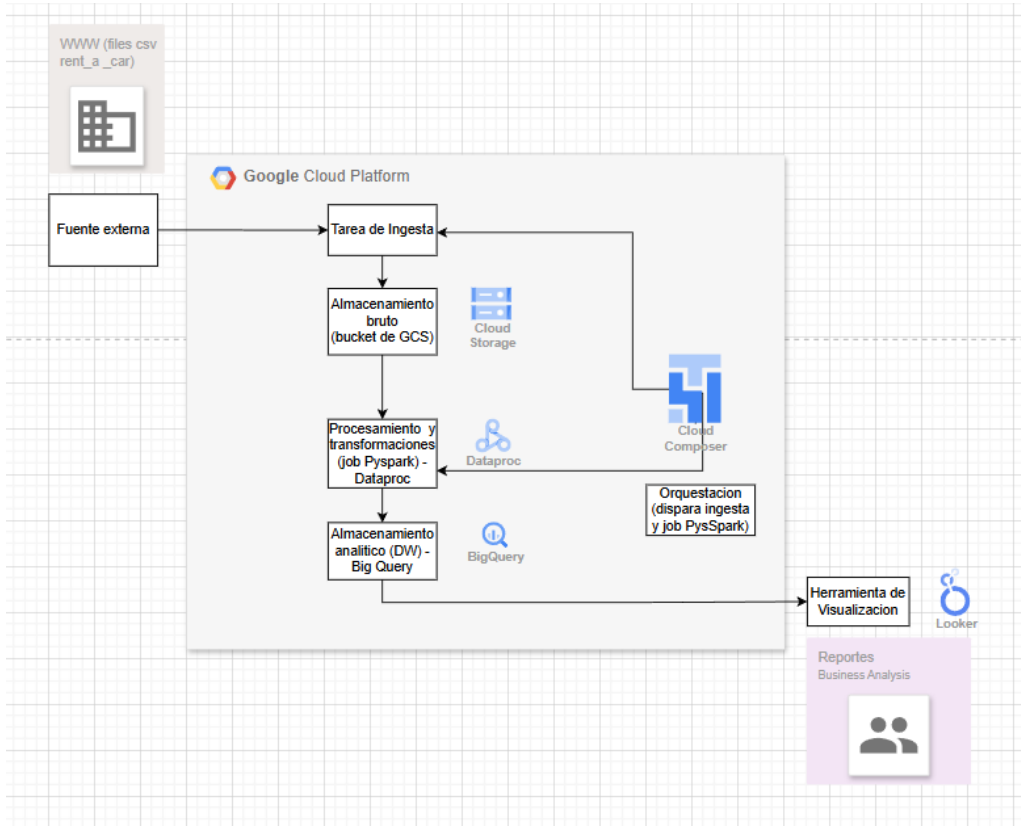 WWW (files csv
rent_a _car)
Fuente externa
Google Cloud Platform
Tarea de Ingesta
Almacenamiento
bruto
(bucket de GCS)
Cloud
Storage
Procesamiento y
transformaciones
(job Pyspark) -
Dataproc
Dataproc
Cloud
Composer
Orquestacion
(dispara ingesta
y job PysSpark)
Almacenamiento
analitico (DW) -
Big Query
BigQuery
Herramienta de
Visualizacion
Looker
Reportes
Business Analysis